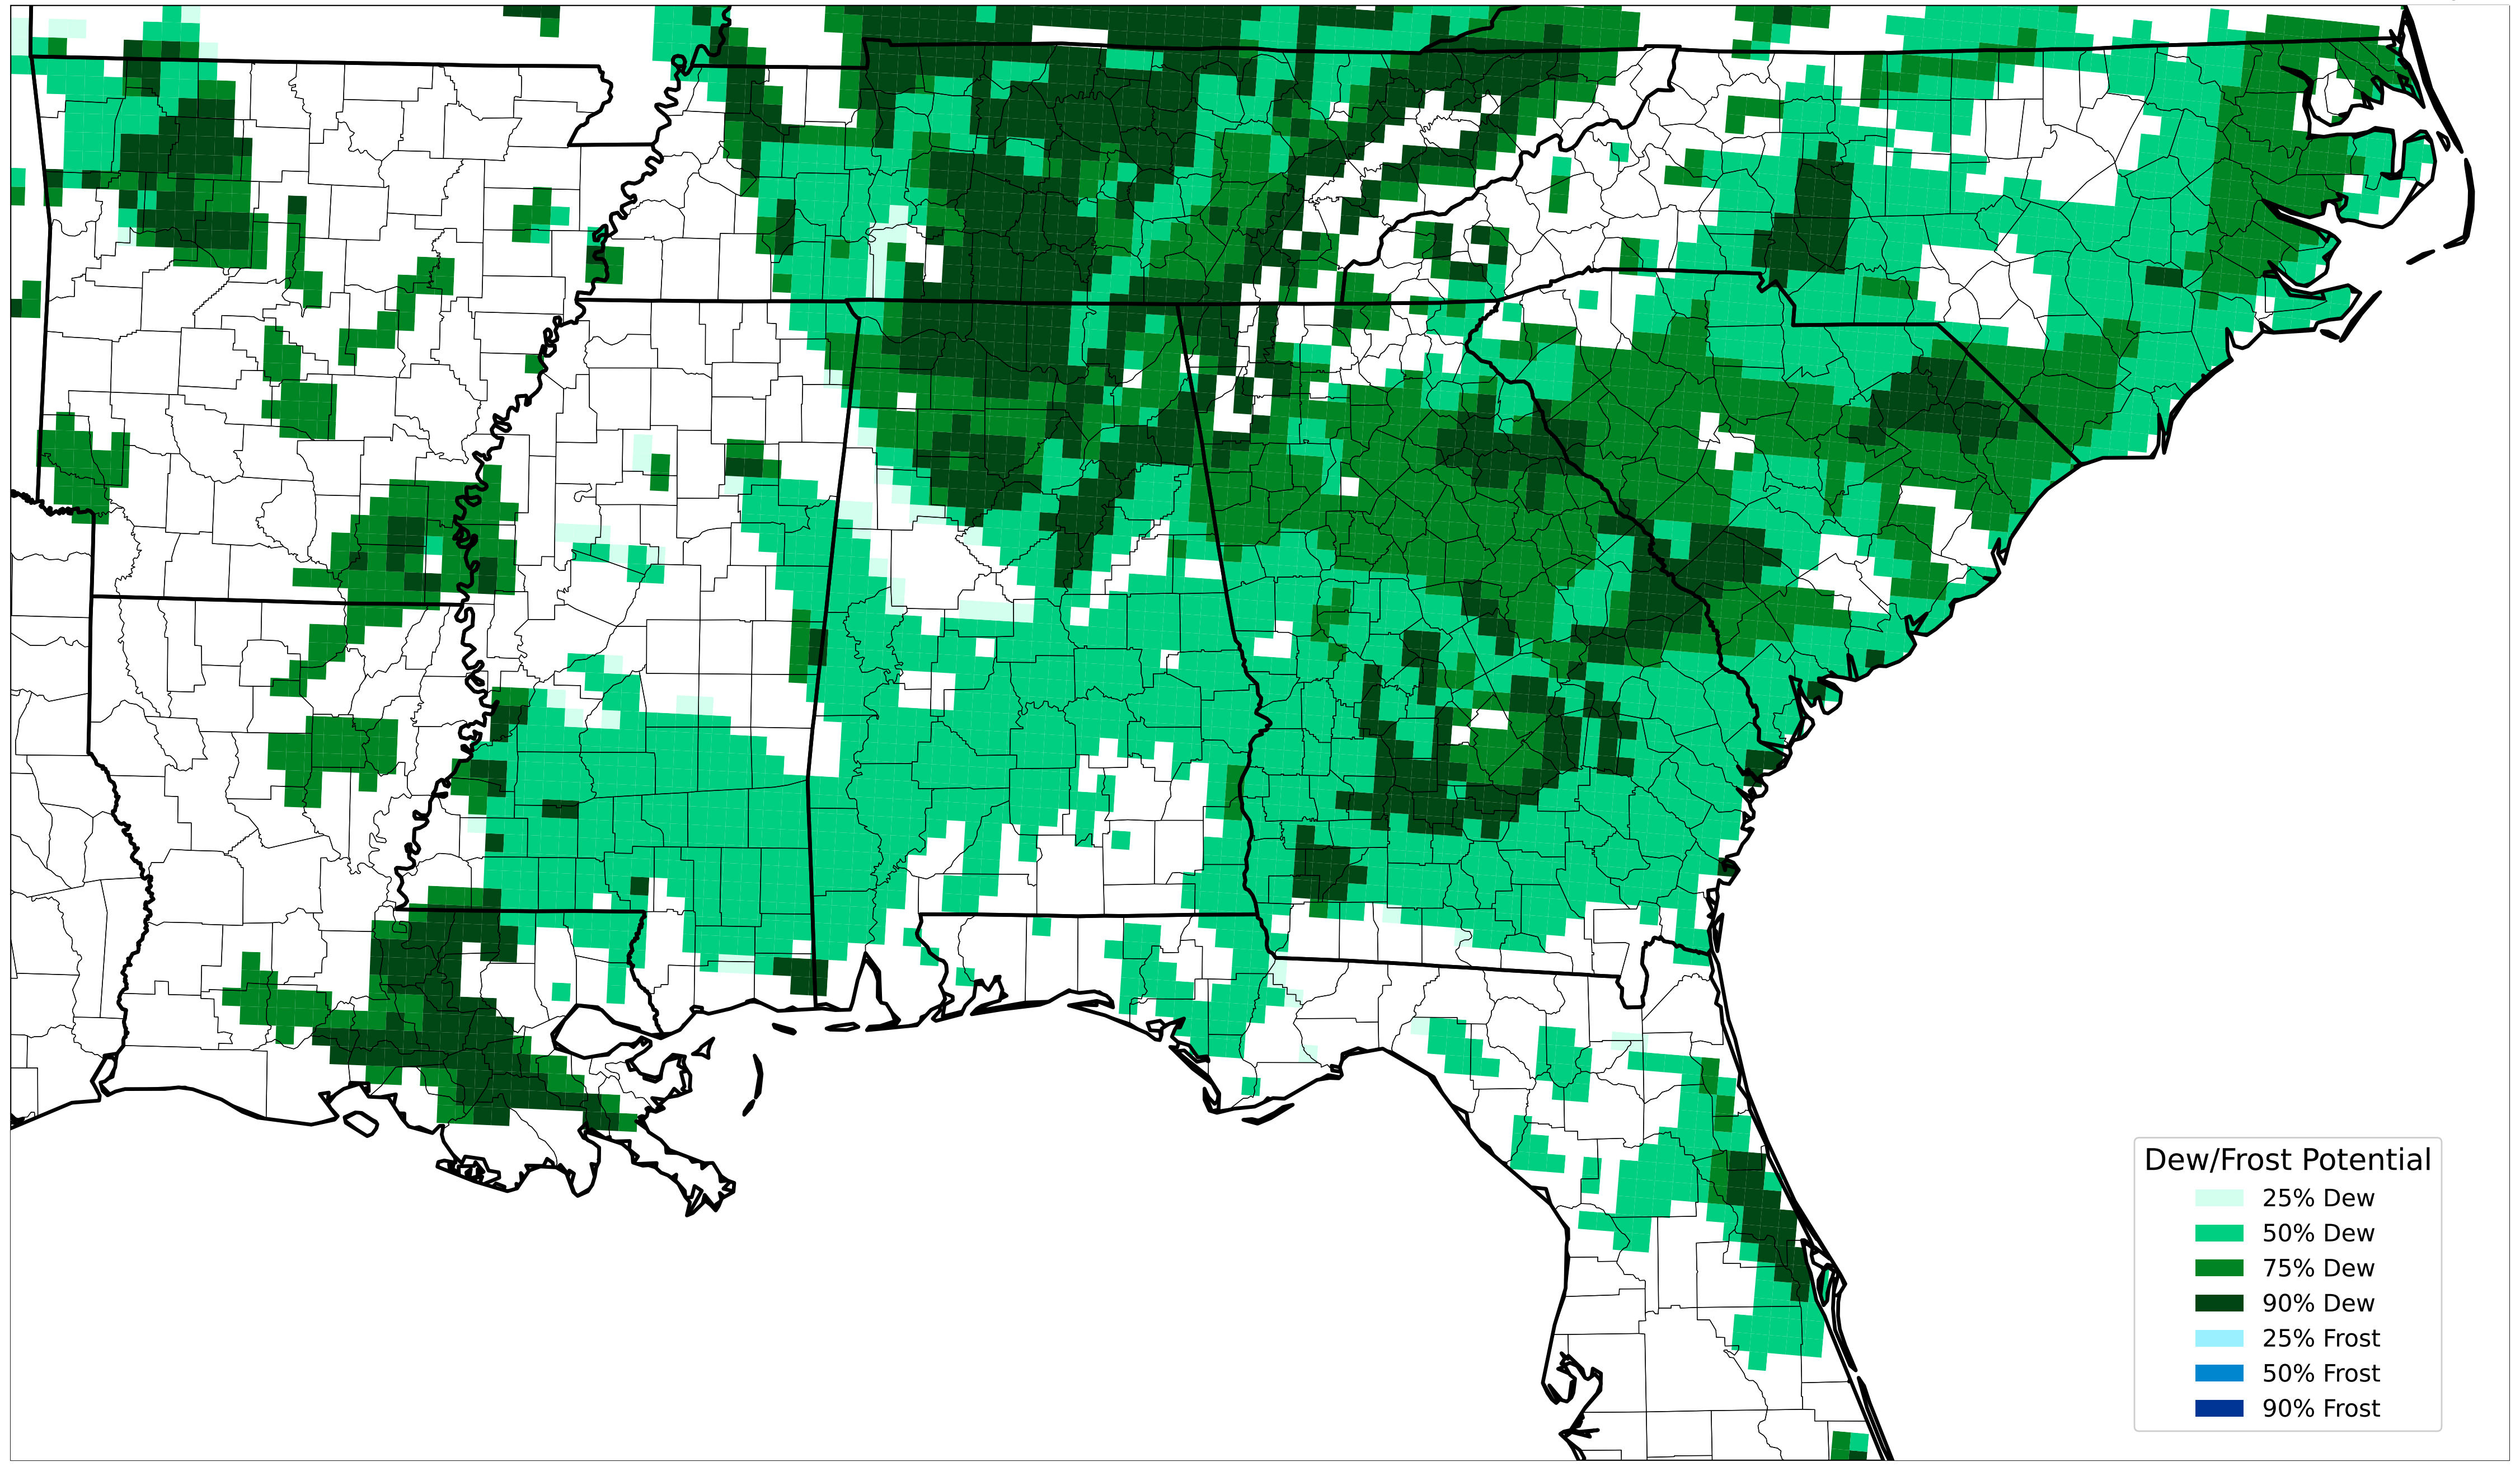 Dew/Frost Potential
25% Dew
50% Dew
75% Dew
90% Dew
25% Frost
50% Frost
90% Frost